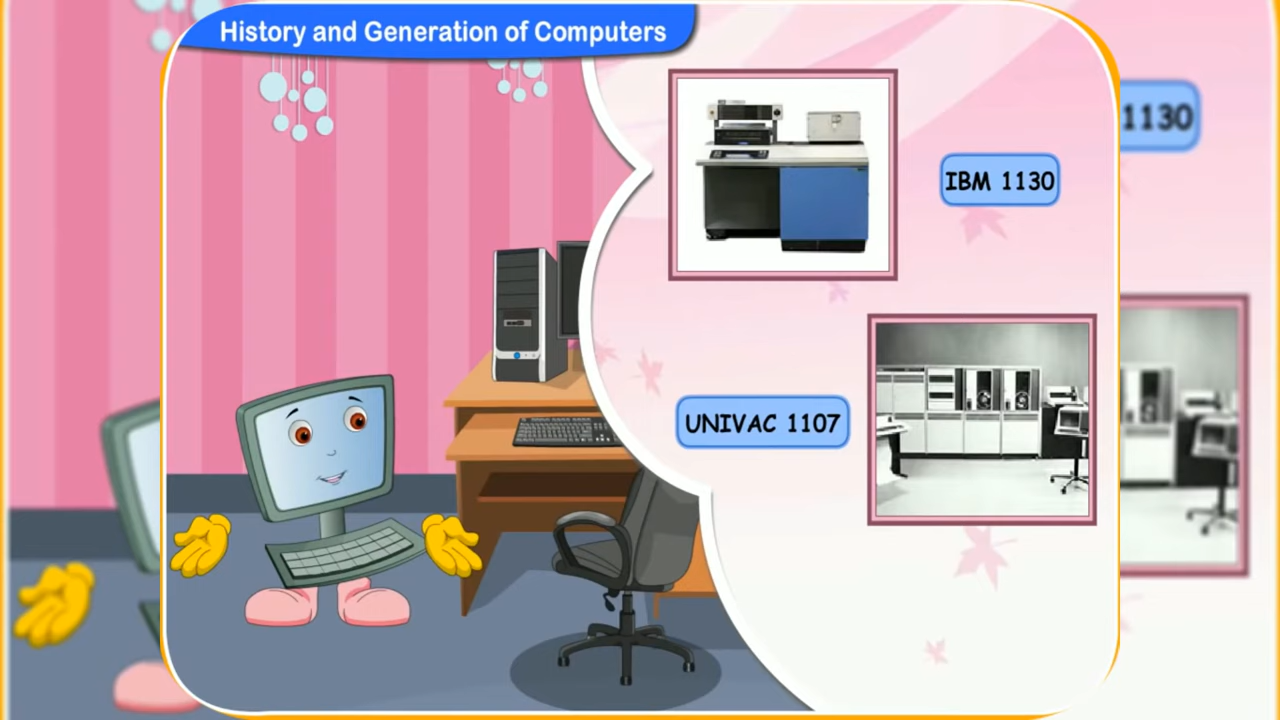 History and Generation of Computers
1130
IBM 1130
UNIVAC 1107